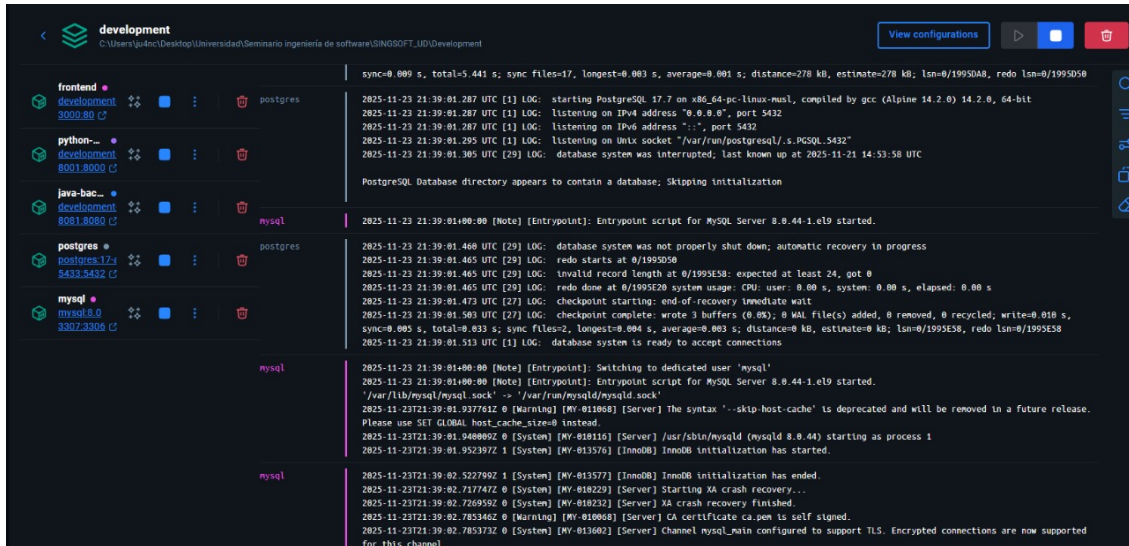 development
C:\Users\ju4nc\Desktop\Universidad\Seminario ingeniería de software\SINGSOFT_UD\Development
View configurations
frontend
development
3000:80
python-...
development
8001:8000
java-bac...
development
8081:8080
postgres
postgres:17-a
5433:5432
mysql
mysql:8.0
3307:3306
sync=0.009 s, total=5.441 s; sync files=17, longest=0.003 s, average=0.001 s; distance=278 kB, estimate=278 kB; lsn=0/1995DA8, redo lsn=0/1995D50
postgres
2025-11-23 21:39:01.287 UTC [1] LOG:  starting PostgreSQL 17.7 on x86_64-pc-linux-musl, compiled by gcc (Alpine 14.2.0) 14.2.0, 64-bit
2025-11-23 21:39:01.287 UTC [1] LOG:  listening on IPv4 address "0.0.0.0", port 5432
2025-11-23 21:39:01.287 UTC [1] LOG:  listening on IPv6 address "::", port 5432
2025-11-23 21:39:01.295 UTC [1] LOG:  listening on Unix socket "/var/run/postgresql/.s.PGSQL.5432"
2025-11-23 21:39:01.305 UTC [29] LOG:  database system was interrupted; last known up at 2025-11-21 14:53:58 UTC
PostgreSQL Database directory appears to contain a database; Skipping initialization
mysql
2025-11-23 21:39:01+00:00 [Note] [Entrypoint]: Entrypoint script for MySQL Server 8.0.44-1.el9 started.
postgres
2025-11-23 21:39:01.460 UTC [29] LOG:  database system was not properly shut down; automatic recovery in progress
2025-11-23 21:39:01.465 UTC [29] LOG:  redo starts at 0/1995D50
2025-11-23 21:39:01.465 UTC [29] LOG:  invalid record length at 0/1995E58: expected at least 24, got 0
2025-11-23 21:39:01.465 UTC [29] LOG:  redo done at 0/1995E20 system usage: CPU: user: 0.00 s, system: 0.00 s, elapsed: 0.00 s
2025-11-23 21:39:01.473 UTC [27] LOG:  checkpoint starting: end-of-recovery immediate wait
2025-11-23 21:39:01.503 UTC [27] LOG:  checkpoint complete: wrote 3 buffers (0.0%); 0 WAL file(s) added, 0 removed, 0 recycled; write=0.010 s,
sync=0.005 s, total=0.033 s; sync files=2, longest=0.004 s, average=0.003 s; distance=0 kB, estimate=0 kB; lsn=0/1995E58, redo lsn=0/1995E58
2025-11-23 21:39:01.513 UTC [1] LOG:  database system is ready to accept connections
mysql
2025-11-23 21:39:01+00:00 [Note] [Entrypoint]: Switching to dedicated user 'mysql'
2025-11-23 21:39:01+00:00 [Note] [Entrypoint]: Entrypoint script for MySQL Server 8.0.44-1.el9 started.
'/var/lib/mysql/mysql.sock' -> '/var/run/mysqld/mysqld.sock'
2025-11-23T21:39:01.937761Z 0 [Warning] [MY-011068] [Server] The syntax '--skip-host-cache' is deprecated and will be removed in a future release.
Please use SET GLOBAL host_cache_size=0 instead.
2025-11-23T21:39:01.940009Z 0 [System] [MY-010116] [Server] /usr/sbin/mysqld (mysqld 8.0.44) starting as process 1
2025-11-23T21:39:01.952397Z 1 [System] [MY-013576] [InnoDB] InnoDB initialization has started.
mysql
2025-11-23T21:39:02.522799Z 1 [System] [MY-013577] [InnoDB] InnoDB initialization has ended.
2025-11-23T21:39:02.717747Z 0 [System] [MY-010229] [Server] Starting XA crash recovery...
2025-11-23T21:39:02.726959Z 0 [System] [MY-010232] [Server] XA crash recovery finished.
2025-11-23T21:39:02.785346Z 0 [Warning] [MY-010068] [Server] CA certificate ca.pem is self signed.
2025-11-23T21:39:02.785373Z 0 [System] [MY-013602] [Server] Channel mysql_main configured to support TLS. Encrypted connections are now supported
for this channel